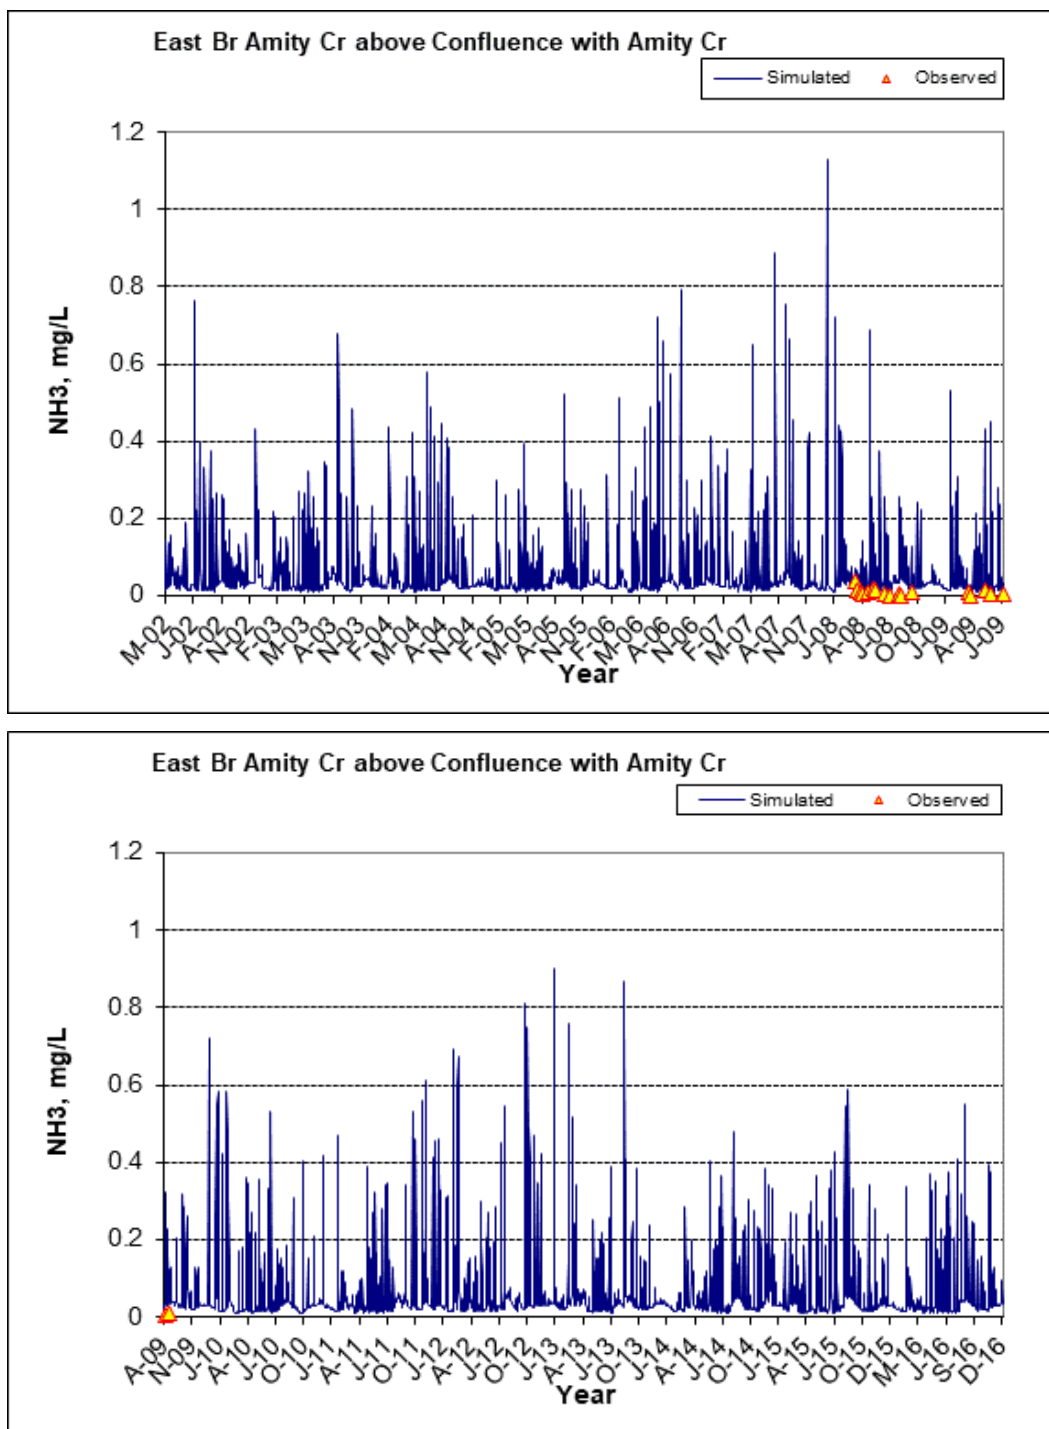 East Br Amity Cr above Confluence with Amity Cr
Simulated Observed
1.2
1
0.8
0.6
0.4
0.2
0
NH3, mg/L
M-02 J-02 A-02 N-02 F-03 M-03 A-03 N-03 F-04 M-04 A-04 N-04 F-05 M-05 A-05 N-05 F-06 M-06 A-06 N-06 F-07 M-07 A-07 N-07 J-08 A-08 J-08 O-08 J-09 A-09 J-09
Year
East Br Amity Cr above Confluence with Amity Cr
Simulated Observed
1.2
1
0.8
0.6
0.4
0.2
0
NH3, mg/L
A-09 N-09 J-10 A-10 J-10 O-10 J-11 A-11 J-11 O-11 J-12 A-12 J-12 O-12 J-13 A-13 J-13 O-13 J-14 A-14 J-14 O-14 J-15 A-15 J-15 O-15 D-15 M-16 J-16 S-16 D-16
Year